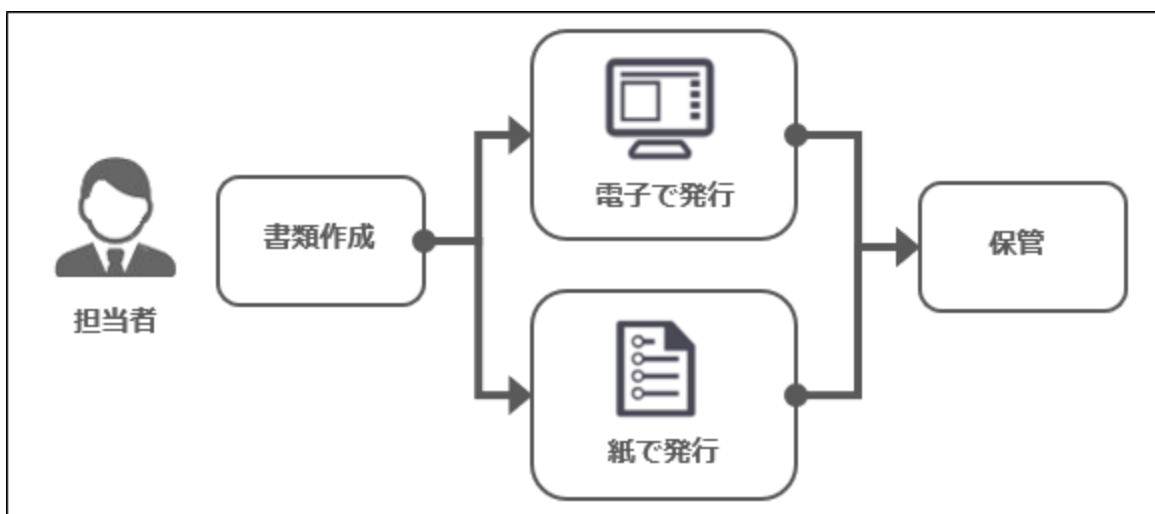 担当者
書類作成
電子で発行
紙で発行
保管